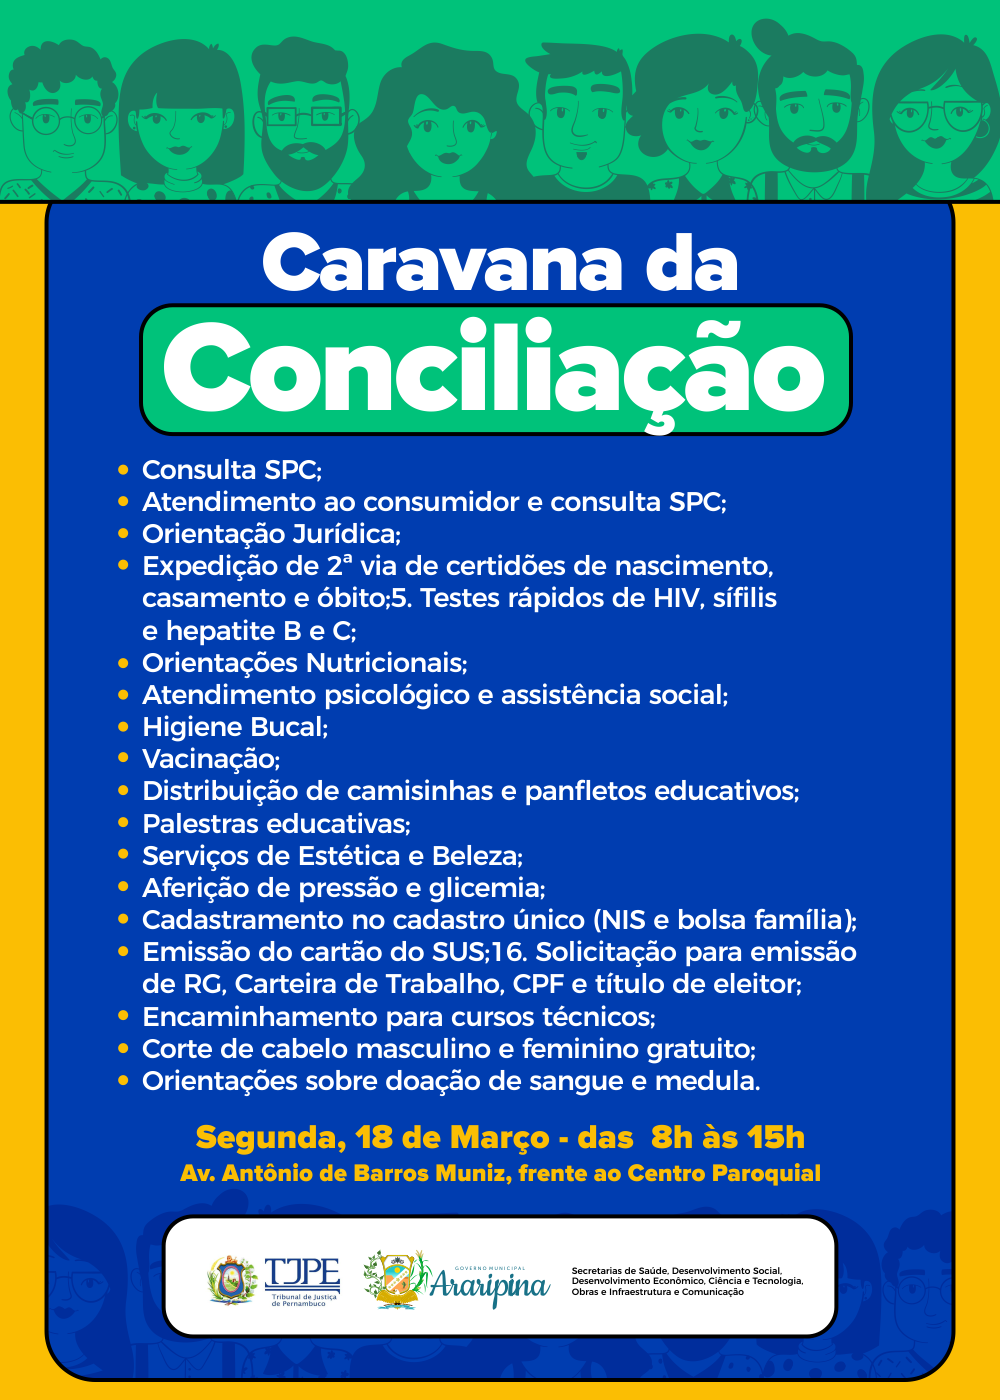 Caravana da
Conciliação
• Consulta SPC;
• Atendimento ao consumidor e consulta SPC;
• Orientação Jurídica;
• Expedição de 2ª via de certidões de nascimento,
casamento e óbito;5. Testes rápidos de HIV, sífilis
e hepatite B e C;
• Orientações Nutricionais;
• Atendimento psicológico e assistência social;
• Higiene Bucal;
• Vacinação;
• Distribuição de camisinhas e panfletos educativos;
• Palestras educativas;
• Serviços de Estética e Beleza;
• Aferição de pressão e glicemia;
• Cadastramento no cadastro único (NIS e bolsa família);
• Emissão do cartão do SUS;16. Solicitação para emissão
de RG, Carteira de Trabalho, CPF e título de eleitor;
• Encaminhamento para cursos técnicos;
• Corte de cabelo masculino e feminino gratuito;
• Orientações sobre doação de sangue e medula.
Segunda, 18 de Março - das 8h às 15h
Av. Antônio de Barros Muniz, frente ao Centro Paroquial
TJPE
Tribunal de Justiça
de Pernambuco
GOVERNO MUNICIPAL
Araripina
Secretarias de Saúde, Desenvolvimento Social,
Desenvolvimento Econômico, Ciência e Tecnologia,
Obras e Infraestrutura e Comunicação